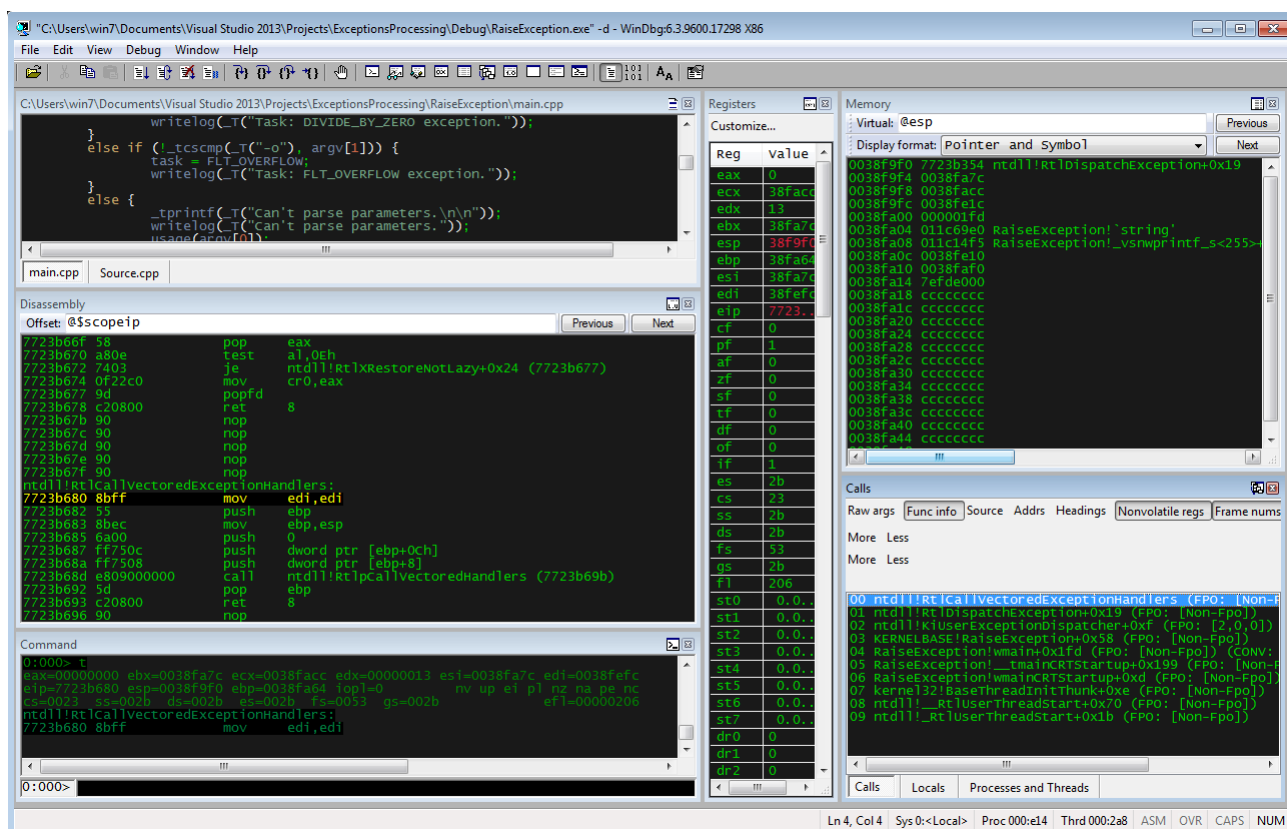 "C:\Users\win7\Documents\Visual Studio 2013\Projects\ExceptionsProcessing\Debug\RaiseException.exe" -d - WinDbg:6.3.9600.17298 X86
File Edit View Debug Window Help
C:\Users\win7\Documents\Visual Studio 2013\Projects\ExceptionsProcessing\RaiseException\main.cpp
writelog(_T("Task: DIVIDE_BY_ZERO exception."));
}
else if (!_tcscmp(_T("-o"), argv[1])) {
task = FLT_OVERFLOW;
writelog(_T("Task: FLT_OVERFLOW exception."));
}
else {
_tprintf(_T("Can't parse parameters.\n\n"));
writelog(_T("Can't parse parameters."));
usage(argv[0]);
main.cpp Source.cpp
Disassembly
Offset: @$scopeip Previous Next
7723b66f 58 pop eax
7723b670 a80e test al,0Eh
7723b672 7403 je ntdll!RtlXRestoreNotLazy+0x24 (7723b677)
7723b674 0f22c0 mov cr0,eax
7723b677 9d popfd
7723b678 c20800 ret 8
7723b67b 90 nop
7723b67c 90 nop
7723b67d 90 nop
7723b67e 90 nop
7723b67f 90 nop
ntdll!RtlCallVectoredExceptionHandlers:
7723b680 8bff mov edi,edi
7723b682 55 push ebp
7723b683 8bec mov ebp,esp
7723b685 6a00 push 0
7723b687 ff750c push dword ptr [ebp+0Ch]
7723b68a ff7508 push dword ptr [ebp+8]
7723b68d e809000000 call ntdll!RtlpCallVectoredHandlers (7723b69b)
7723b692 5d pop ebp
7723b693 c20800 ret 8
7723b696 90 nop
Command
0:000> t
eax=00000000 ebx=0038fa7c ecx=0038facc edx=00000013 esi=0038fa7c edi=0038fefc
eip=7723b680 esp=0038f9f0 ebp=0038fa64 iopl=0 nv up ei pl nz na pe nc
cs=0023 ss=002b ds=002b es=002b fs=0053 gs=002b efl=00000206
ntdll!RtlCallVectoredExceptionHandlers:
7723b680 8bff mov edi,edi
0:000>
Registers
Customize...
Reg Value
eax 0
ecx 38facc
edx 13
ebx 38fa7c
esp 38f9f0
ebp 38fa64
esi 38fa7c
edi 38fefc
eip 7723...
cf 0
pf 1
af 0
zf 0
sf 0
tf 0
df 0
of 0
if 1
es 2b
cs 23
ss 2b
ds 2b
fs 53
gs 2b
fl 206
st0 0.0...
st1 0.0...
st2 0.0...
st3 0.0...
st4 0.0...
st5 0.0...
st6 0.0...
st7 0.0...
dr0 0
dr1 0
dr2 0
Memory
Virtual: @esp Previous
Display format: Pointer and Symbol Next
0038f9f0 7723b354 ntdll!RtlDispatchException+0x19
0038f9f4 0038fa7c
0038f9f8 0038facc
0038f9fc 0038fe1c
0038fa00 000001fd
0038fa04 011c69e0 RaiseException!`string'
0038fa08 011c14f5 RaiseException!_vsnwprintf_s<255>+
0038fa0c 0038fe10
0038fa10 0038faf0
0038fa14 7efde000
0038fa18 cccccccc
0038fa1c cccccccc
0038fa20 cccccccc
0038fa24 cccccccc
0038fa28 cccccccc
0038fa2c cccccccc
0038fa30 cccccccc
0038fa34 cccccccc
0038fa38 cccccccc
0038fa3c cccccccc
0038fa40 cccccccc
0038fa44 cccccccc
Calls
Raw args Func info Source Addrs Headings Nonvolatile regs Frame nums
More Less
More Less
00 ntdll!RtlCallVectoredExceptionHandlers (FPO: [Non-F
01 ntdll!RtlDispatchException+0x19 (FPO: [Non-Fpo])
02 ntdll!KiUserExceptionDispatcher+0xf (FPO: [2,0,0])
03 KERNELBASE!RaiseException+0x58 (FPO: [Non-Fpo])
04 RaiseException!wmain+0x1fd (FPO: [Non-Fpo]) (CONV:
05 RaiseException!__tmainCRTStartup+0x199 (FPO: [Non-F
06 RaiseException!wmainCRTStartup+0xd (FPO: [Non-Fpo])
07 kernel32!BaseThreadInitThunk+0xe (FPO: [Non-Fpo])
08 ntdll!__RtlUserThreadStart+0x70 (FPO: [Non-Fpo])
09 ntdll!_RtlUserThreadStart+0x1b (FPO: [Non-Fpo])
Calls Locals Processes and Threads
Ln 4, Col 4 Sys 0:<Local> Proc 000:e14 Thrd 000:2a8 ASM OVR CAPS NUM